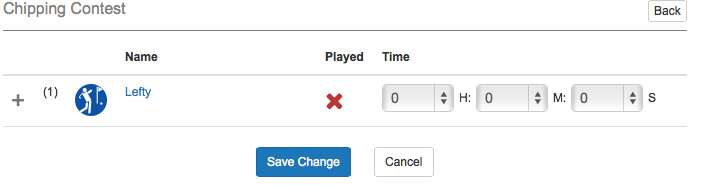 Chipping Contest Back
Name Played Time
(1) Lefty 0 H: 0 M: 0 S
Save Change Cancel